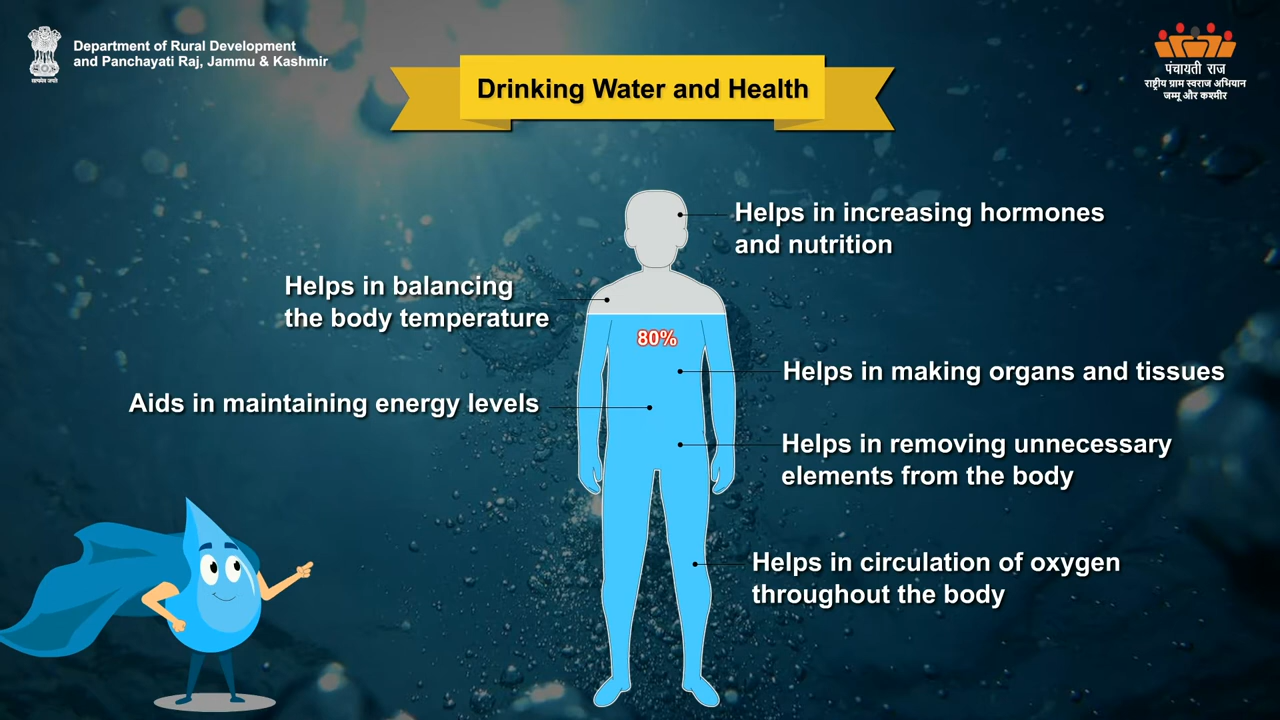 Department of Rural Development
and Panchayati Raj, Jammu & Kashmir
सत्यमेव जयते
पंचायती राज
राष्ट्रीय ग्राम स्वराज अभियान
जम्मू और कश्मीर
Drinking Water and Health
Helps in increasing hormones
and nutrition
Helps in balancing
the body temperature
80%
Helps in making organs and tissues
Aids in maintaining energy levels
Helps in removing unnecessary
elements from the body
Helps in circulation of oxygen
throughout the body